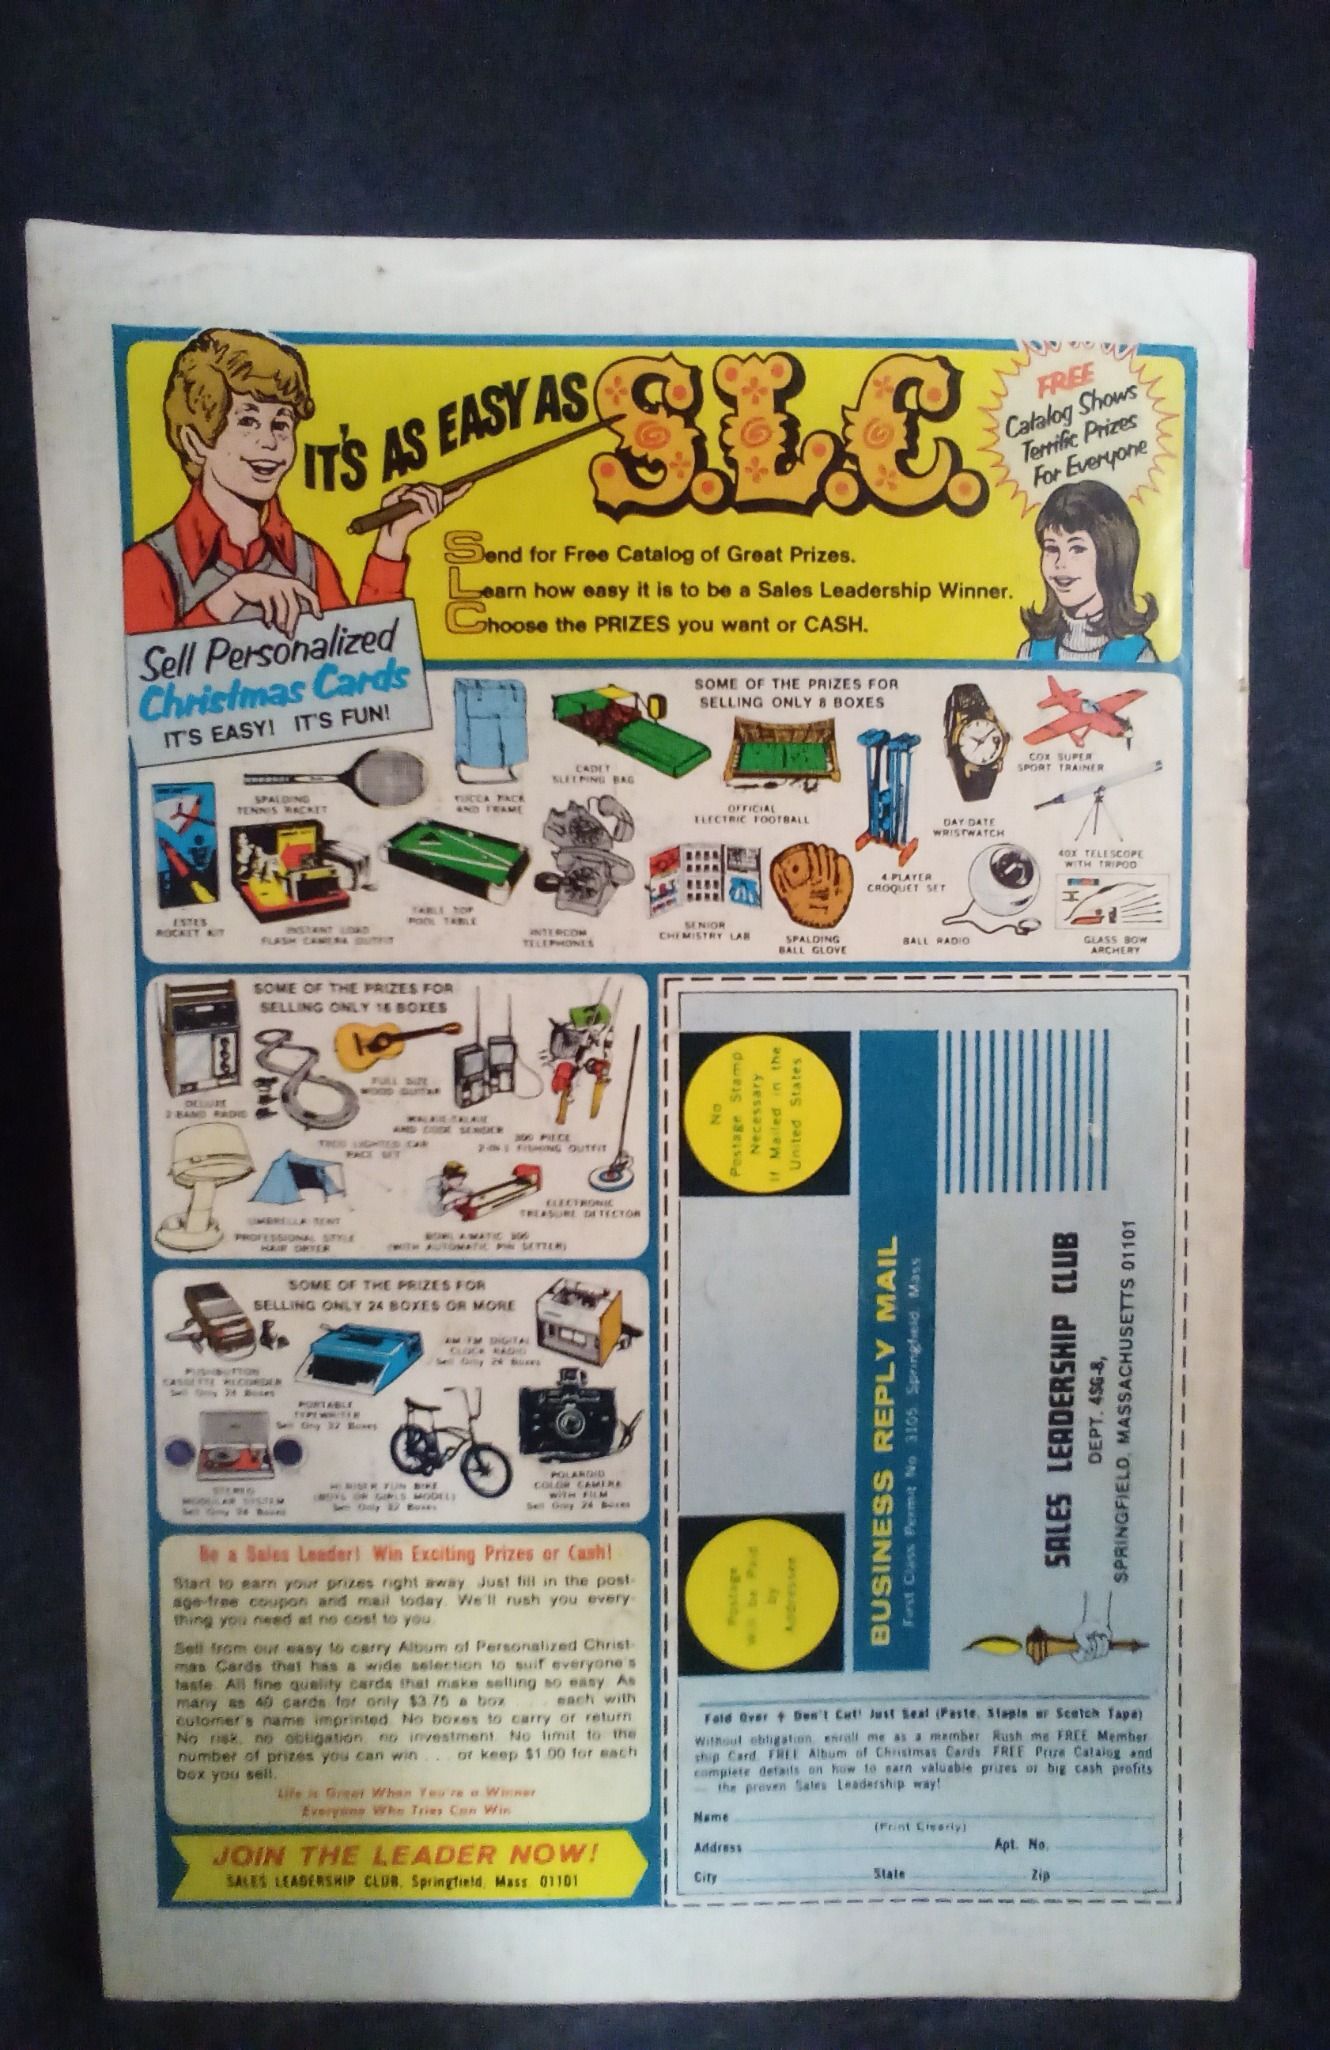 IT'S AS EASY AS S.L.C.
FREE
Catalog Shows
Terrific Prizes
For Everyone
Send for Free Catalog of Great Prizes.
Learn how easy it is to be a Sales Leadership Winner.
Choose the PRIZES you want or CASH.
Sell Personalized
Christmas Cards
IT'S EASY! IT'S FUN!
SOME OF THE PRIZES FOR
SELLING ONLY 8 BOXES
SPALDING
TENNIS RACKET
YUCCA PACK
AND FRAME
CADET
SLEEPING BAG
OFFICIAL
ELECTRIC FOOTBALL
DAY-DATE
WRISTWATCH
COX SUPER
SPORT TRAINER
40X TELESCOPE
WITH TRIPOD
4 PLAYER
CROQUET SET
ESTES
ROCKET KIT
INSTANT LOAD
FLASH CAMERA OUTFIT
TABLE TOP
POOL TABLE
INTERCOM
TELEPHONES
SENIOR
CHEMISTRY LAB
SPALDING
BALL GLOVE
BALL RADIO
GLASS BOW
ARCHERY
SOME OF THE PRIZES FOR
SELLING ONLY 16 BOXES
DELUXE
2 BAND RADIO
FULL SIZE
WOOD GUITAR
WALKIE-TALKIE
AND CODE SENDER
TYCO LIGHTED CAR
RACE SET
300 PIECE
2-IN-1 FISHING OUTFIT
UMBRELLA TENT
ELECTRONIC
TREASURE DETECTOR
PROFESSIONAL STYLE
HAIR DRYER
BOWL-A-MATIC 300
(WITH AUTOMATIC PIN SETTER)
SOME OF THE PRIZES FOR
SELLING ONLY 24 BOXES OR MORE
PUSHBUTTON
CASSETTE RECORDER
Sell Only 24 Boxes
AM FM DIGITAL
CLOCK RADIO
Sell Only 26 Boxes
PORTABLE
TYPEWRITER
Sell Only 32 Boxes
STEREO
MODULAR SYSTEM
Sell Only 24 Boxes
HI-RISER FUN BIKE
(BOYS OR GIRLS MODEL)
Sell Only 32 Boxes
POLAROID
COLOR CAMERA
WITH FILM
Sell Only 24 Boxes
Be a Sales Leader! Win Exciting Prizes or Cash!
Start to earn your prizes right away. Just fill in the post-
age-free coupon and mail today. We'll rush you every-
thing you need at no cost to you.
Sell from our easy to carry Album of Personalized Christ-
mas Cards that has a wide selection to suit everyone's
taste. All fine quality cards that make selling so easy. As
many as 40 cards for only $3.75 a box . . . each with
cutomer's name imprinted. No boxes to carry or return.
No risk, no obligation, no investment. No limit to the
number of prizes you can win . . . or keep $1.00 for each
box you sell.
Life is Great When You're a Winner
Everyone Who Tries Can Win
JOIN THE LEADER NOW!
SALES LEADERSHIP CLUB, Springfield, Mass. 01101
No
Postage Stamp
Necessary
If Mailed in the
United States
Postage
Will be Paid
by
Addressee
BUSINESS REPLY MAIL
First Class Permit No. 3105 Springfield, Mass
SALES LEADERSHIP CLUB
DEPT. 4SG-8,
SPRINGFIELD, MASSACHUSETTS 01101
Fold Over ↑ Don't Cut! Just Seal (Paste, Staple or Scotch Tape)
Without obligation, enroll me as a member. Rush me FREE Member-
ship Card. FREE Album of Christmas Cards. FREE Prize Catalog and
complete details on how to earn valuable prizes or big cash profits
— the proven Sales Leadership way!
Name
(Print Clearly)
Address Apt. No.
City State Zip